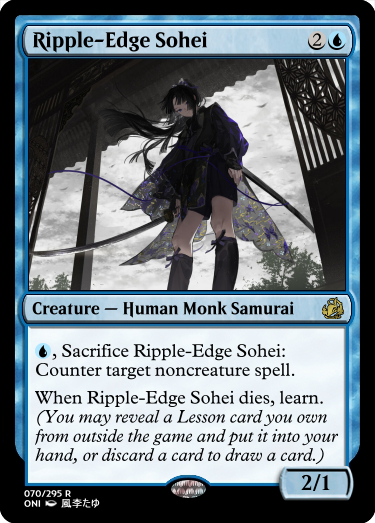 Ripple-Edge Sohei 2
Creature — Human Monk Samurai
, Sacrifice Ripple-Edge Sohei:
Counter target noncreature spell.
When Ripple-Edge Sohei dies, learn.
(You may reveal a Lesson card you own
from outside the game and put it into your
hand, or discard a card to draw a card.)
2/1
070/295 R
ONI 風李たゆ